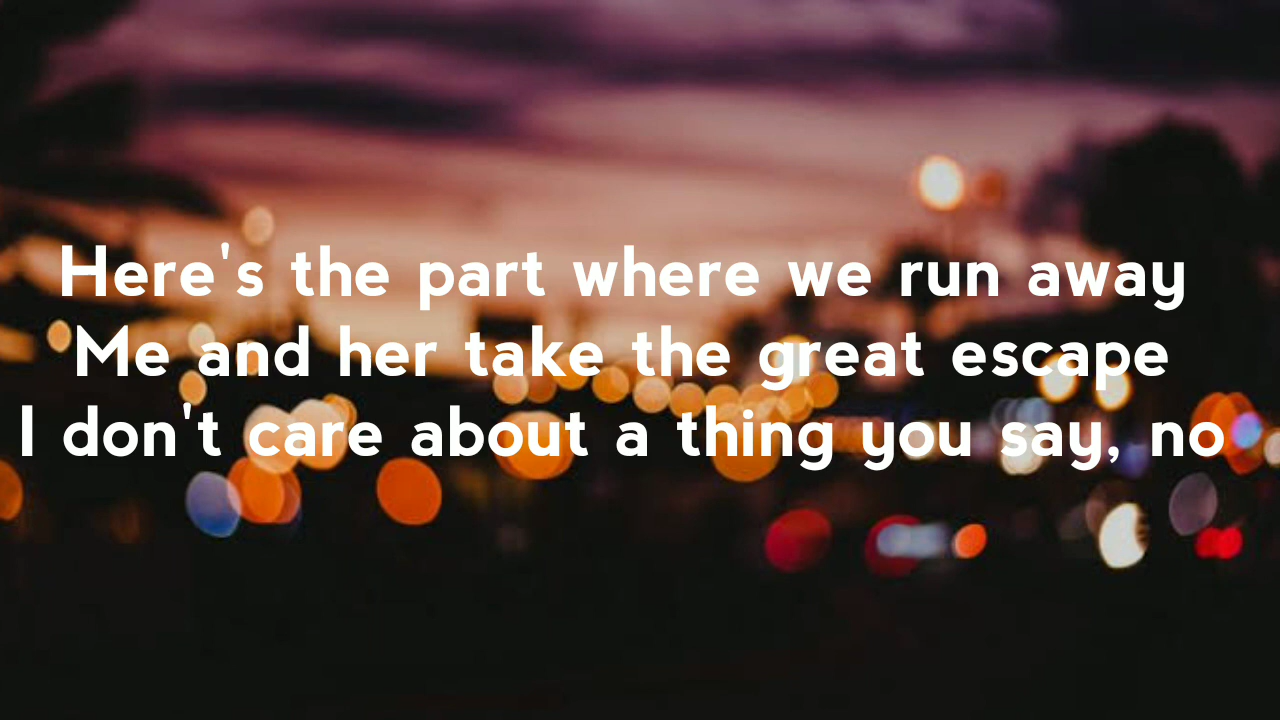 Here's the part where we run away
Me and her take the great escape
I don't care about a thing you say, no